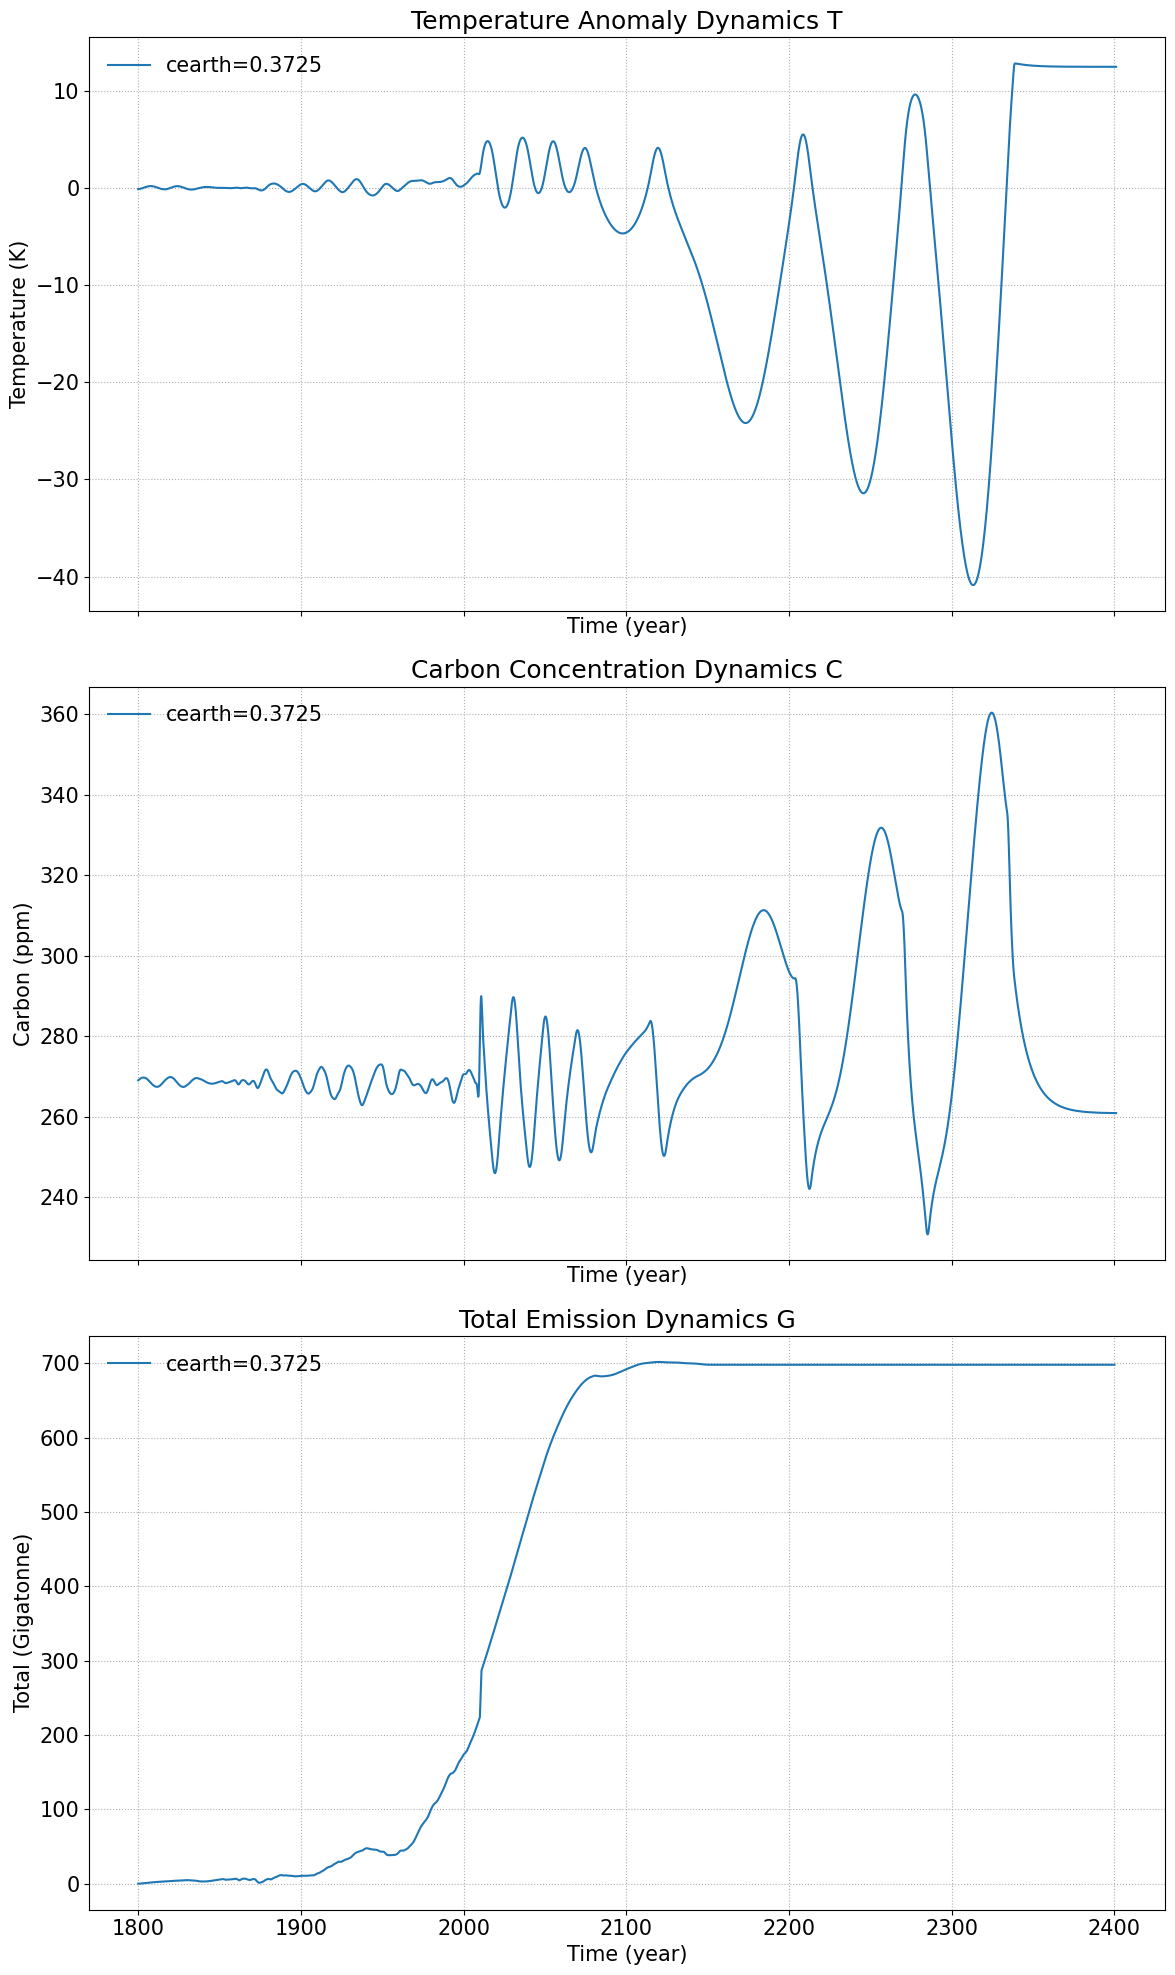 Temperature Anomaly Dynamics T
cearth=0.3725
10
0
−10
−20
−30
−40
Temperature (K)
Time (year)
Carbon Concentration Dynamics C
cearth=0.3725
360
340
320
300
280
260
240
Carbon (ppm)
Time (year)
Total Emission Dynamics G
cearth=0.3725
700
600
500
400
300
200
100
0
Total (Gigatonne)
1800 1900 2000 2100 2200 2300 2400
Time (year)